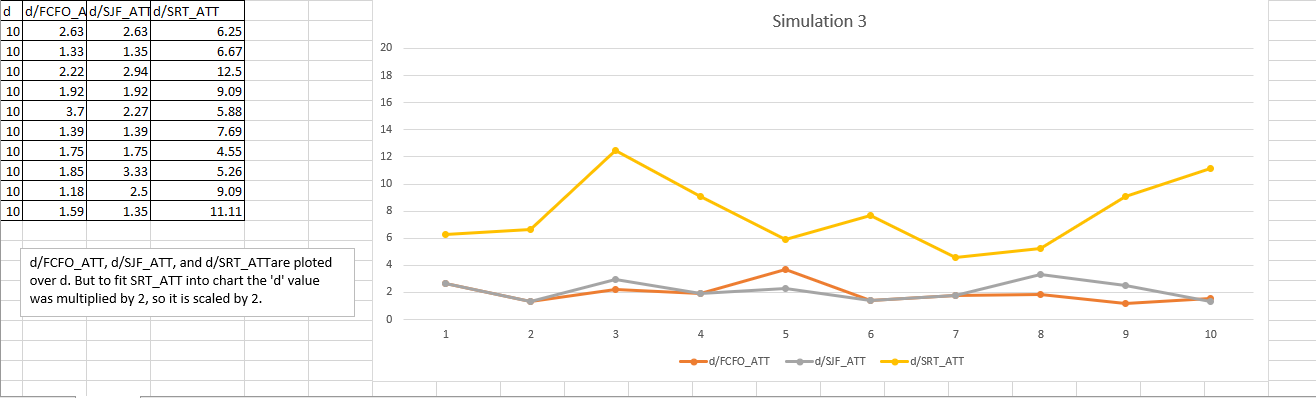 d d/FCFO_A d/SJF_ATT d/SRT_ATT
10 2.63 2.63 6.25
10 1.33 1.35 6.67
10 2.22 2.94 12.5
10 1.92 1.92 9.09
10 3.7 2.27 5.88
10 1.39 1.39 7.69
10 1.75 1.75 4.55
10 1.85 3.33 5.26
10 1.18 2.5 9.09
10 1.59 1.35 11.11
d/FCFO_ATT, d/SJF_ATT, and d/SRT_ATTare ploted
over d. But to fit SRT_ATT into chart the 'd' value
was multiplied by 2, so it is scaled by 2.
Simulation 3
20
18
16
14
12
10
8
6
4
2
0
1 2 3 4 5 6 7 8 9 10
d/FCFO_ATT d/SJF_ATT d/SRT_ATT